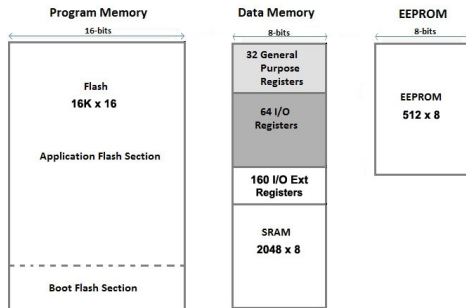 Program Memory
16-bits
Flash
16K x 16
Application Flash Section
Boot Flash Section
Data Memory
8-bits
32 General
Purpose
Registers
64 I/O
Registers
160 I/O Ext
Registers
SRAM
2048 x 8
EEPROM
8-bits
EEPROM
512 x 8